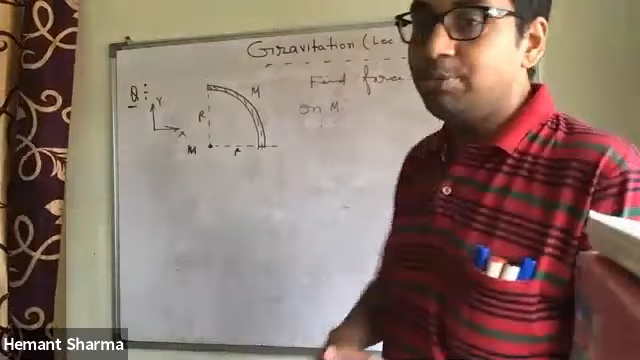 Gravitation (Lec
Find force
on M.
Q:
Y
X
M
R
M
R
Hemant Sharma